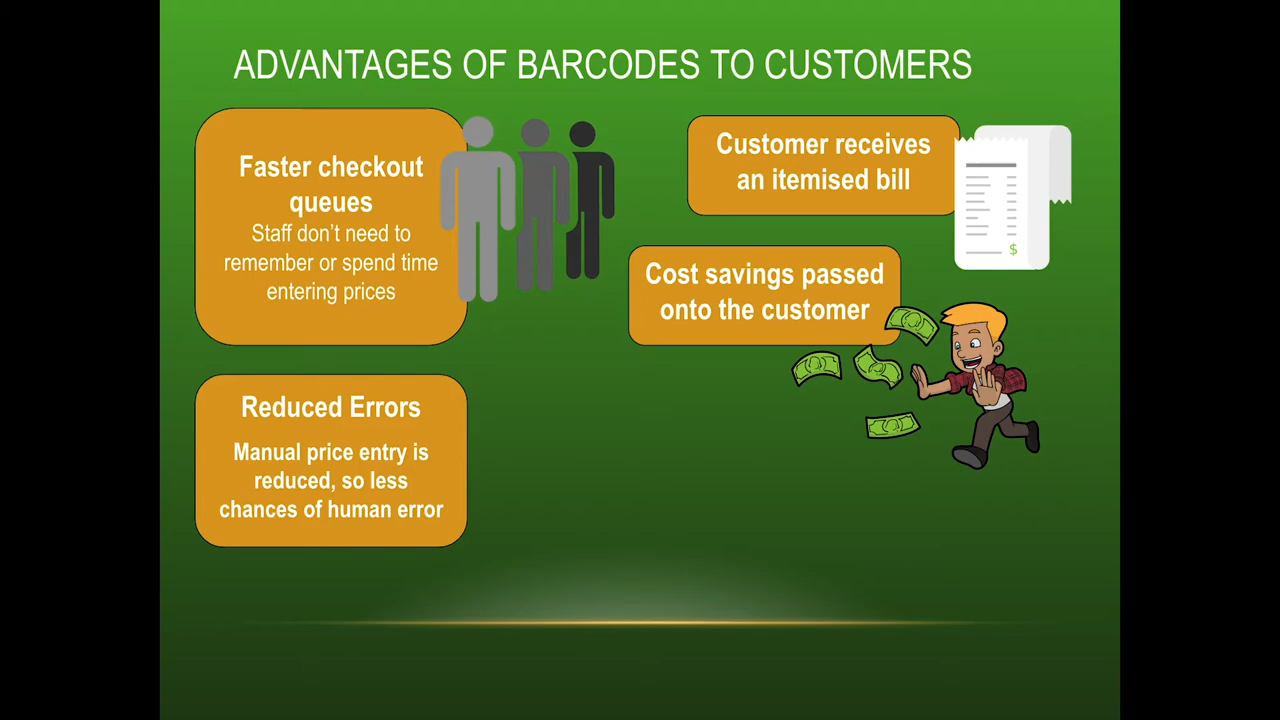 ADVANTAGES OF BARCODES TO CUSTOMERS
Faster checkout
queues
Staff don’t need to
remember or spend time
entering prices
Reduced Errors
Manual price entry is
reduced, so less
chances of human error
Customer receives
an itemised bill
$
Cost savings passed
onto the customer